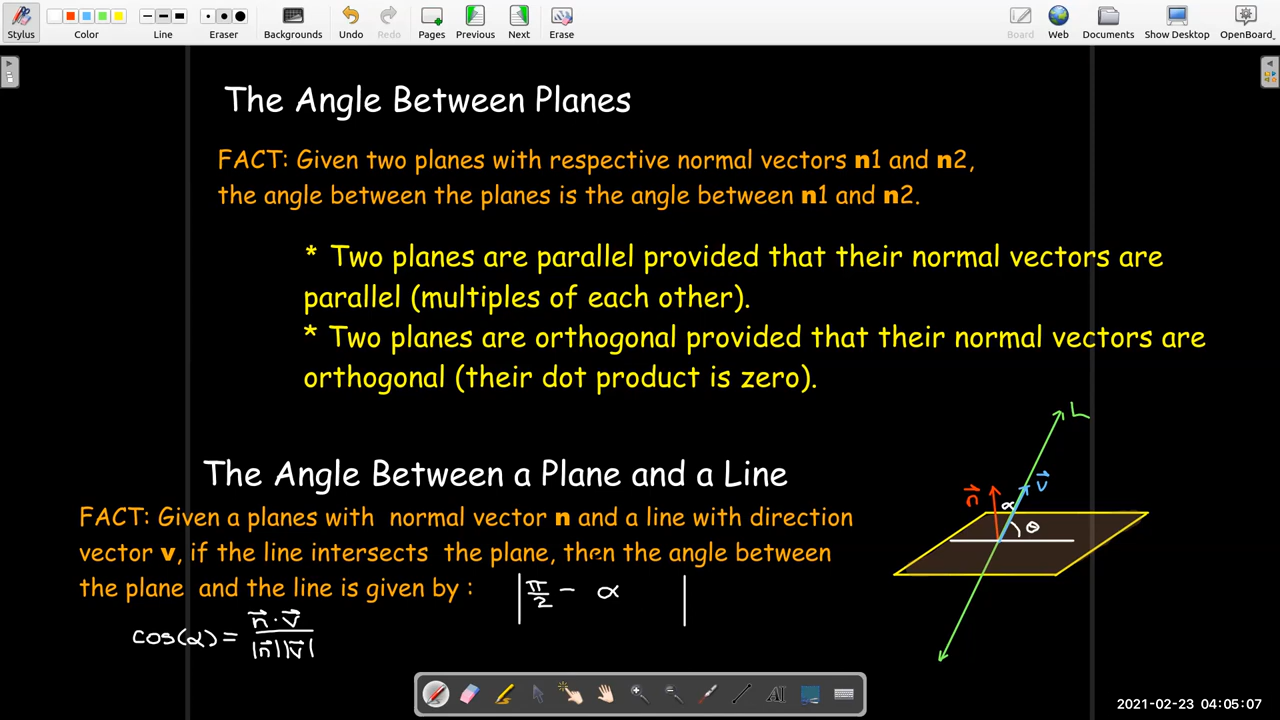 Stylus
Color
Line
Eraser
Backgrounds
Undo
Redo
Pages
Previous
Next
Erase
Board
Web
Documents
Show Desktop
OpenBoard
The Angle Between Planes
FACT: Given two planes with respective normal vectors n1 and n2,
the angle between the planes is the angle between n1 and n2.
* Two planes are parallel provided that their normal vectors are
parallel (multiples of each other).
* Two planes are orthogonal provided that their normal vectors are
orthogonal (their dot product is zero).
L
The Angle Between a Plane and a Line
n⃗
v⃗
α
θ
FACT: Given a planes with normal vector n and a line with direction
vector v, if the line intersects the plane, then the angle between
the plane and the line is given by : | π/2 - α |
cos(α) = n⃗ · v⃗ / |n⃗||v⃗|
AI
2021-02-23 04:05:07